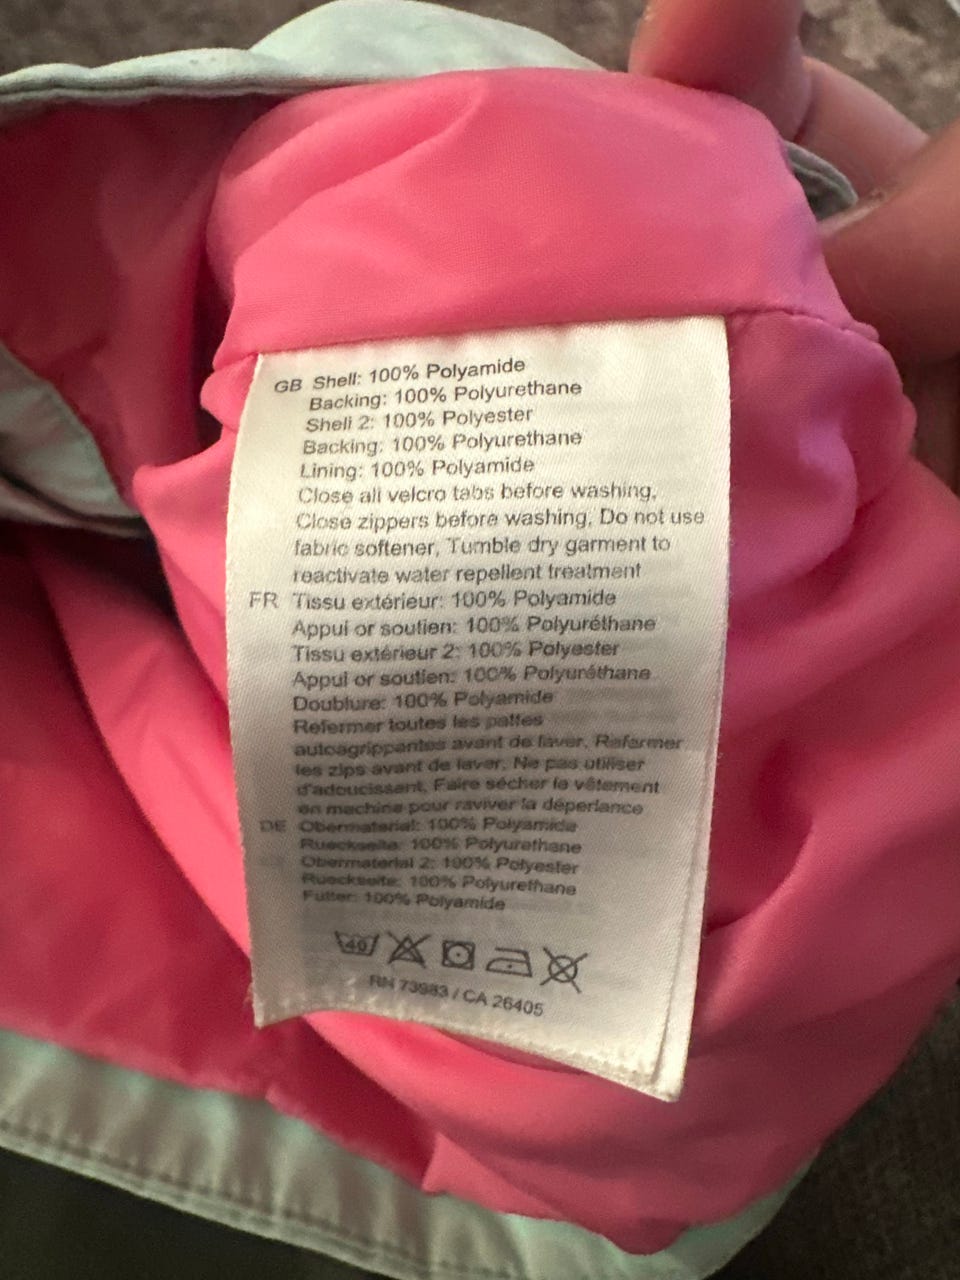 GB Shell: 100% Polyamide
Backing: 100% Polyurethane
Shell 2: 100% Polyester
Backing: 100% Polyurethane
Lining: 100% Polyamide
Close all velcro tabs before washing,
Close zippers before washing, Do not use
fabric softener, Tumble dry garment to
reactivate water repellent treatment
FR Tissu extérieur: 100% Polyamide
Appui or soutien: 100% Polyuréthane
Tissu extérieur 2: 100% Polyester
Appui or soutien: 100% Polyuréthane
Doublure: 100% Polyamide
Refermer toutes les pattes
autoagrippantes avant de laver, Refermer
les zips avant de laver, Ne pas utiliser
d'adoucissant, Faire sécher le vêtement
en machine pour raviver la déperlance
DE Obermaterial: 100% Polyamide
Rueckseite: 100% Polyurethane
Obermaterial 2: 100% Polyester
Rueckseite: 100% Polyurethane
Futter: 100% Polyamide
40
RN 73983 / CA 26405